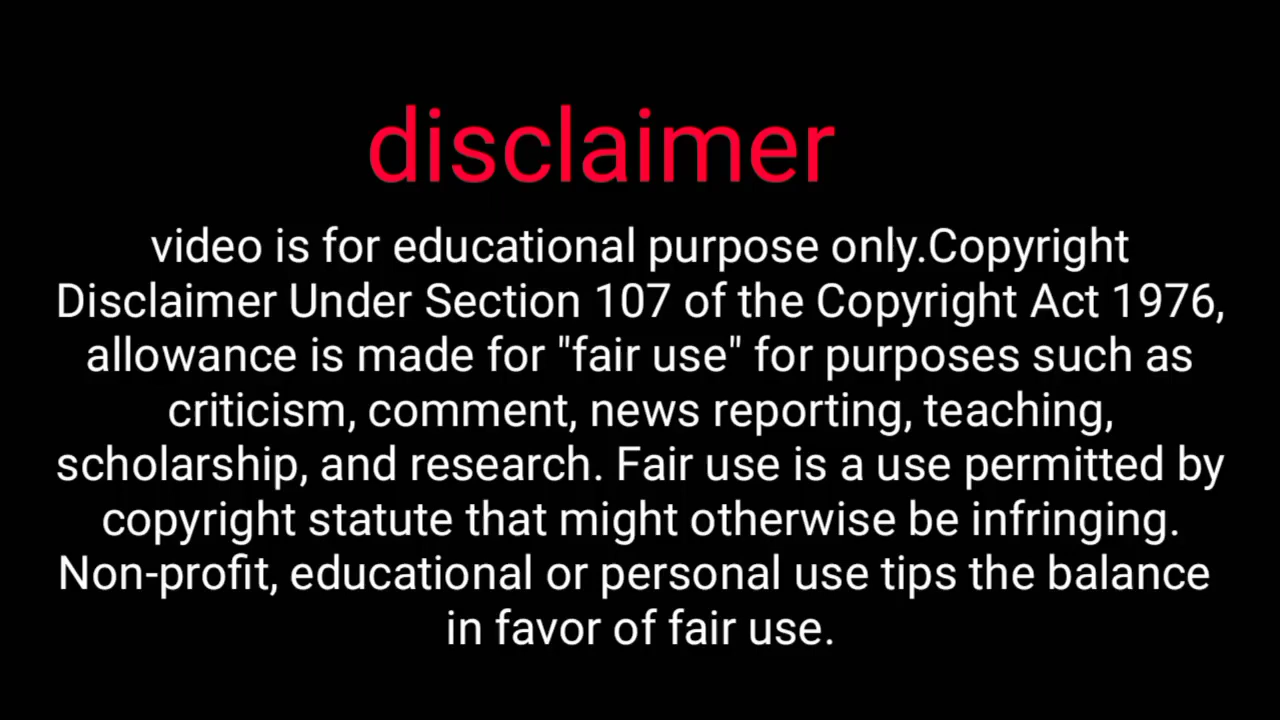 disclaimer
video is for educational purpose only.Copyright
Disclaimer Under Section 107 of the Copyright Act 1976,
allowance is made for "fair use" for purposes such as
criticism, comment, news reporting, teaching,
scholarship, and research. Fair use is a use permitted by
copyright statute that might otherwise be infringing.
Non-profit, educational or personal use tips the balance
in favor of fair use.